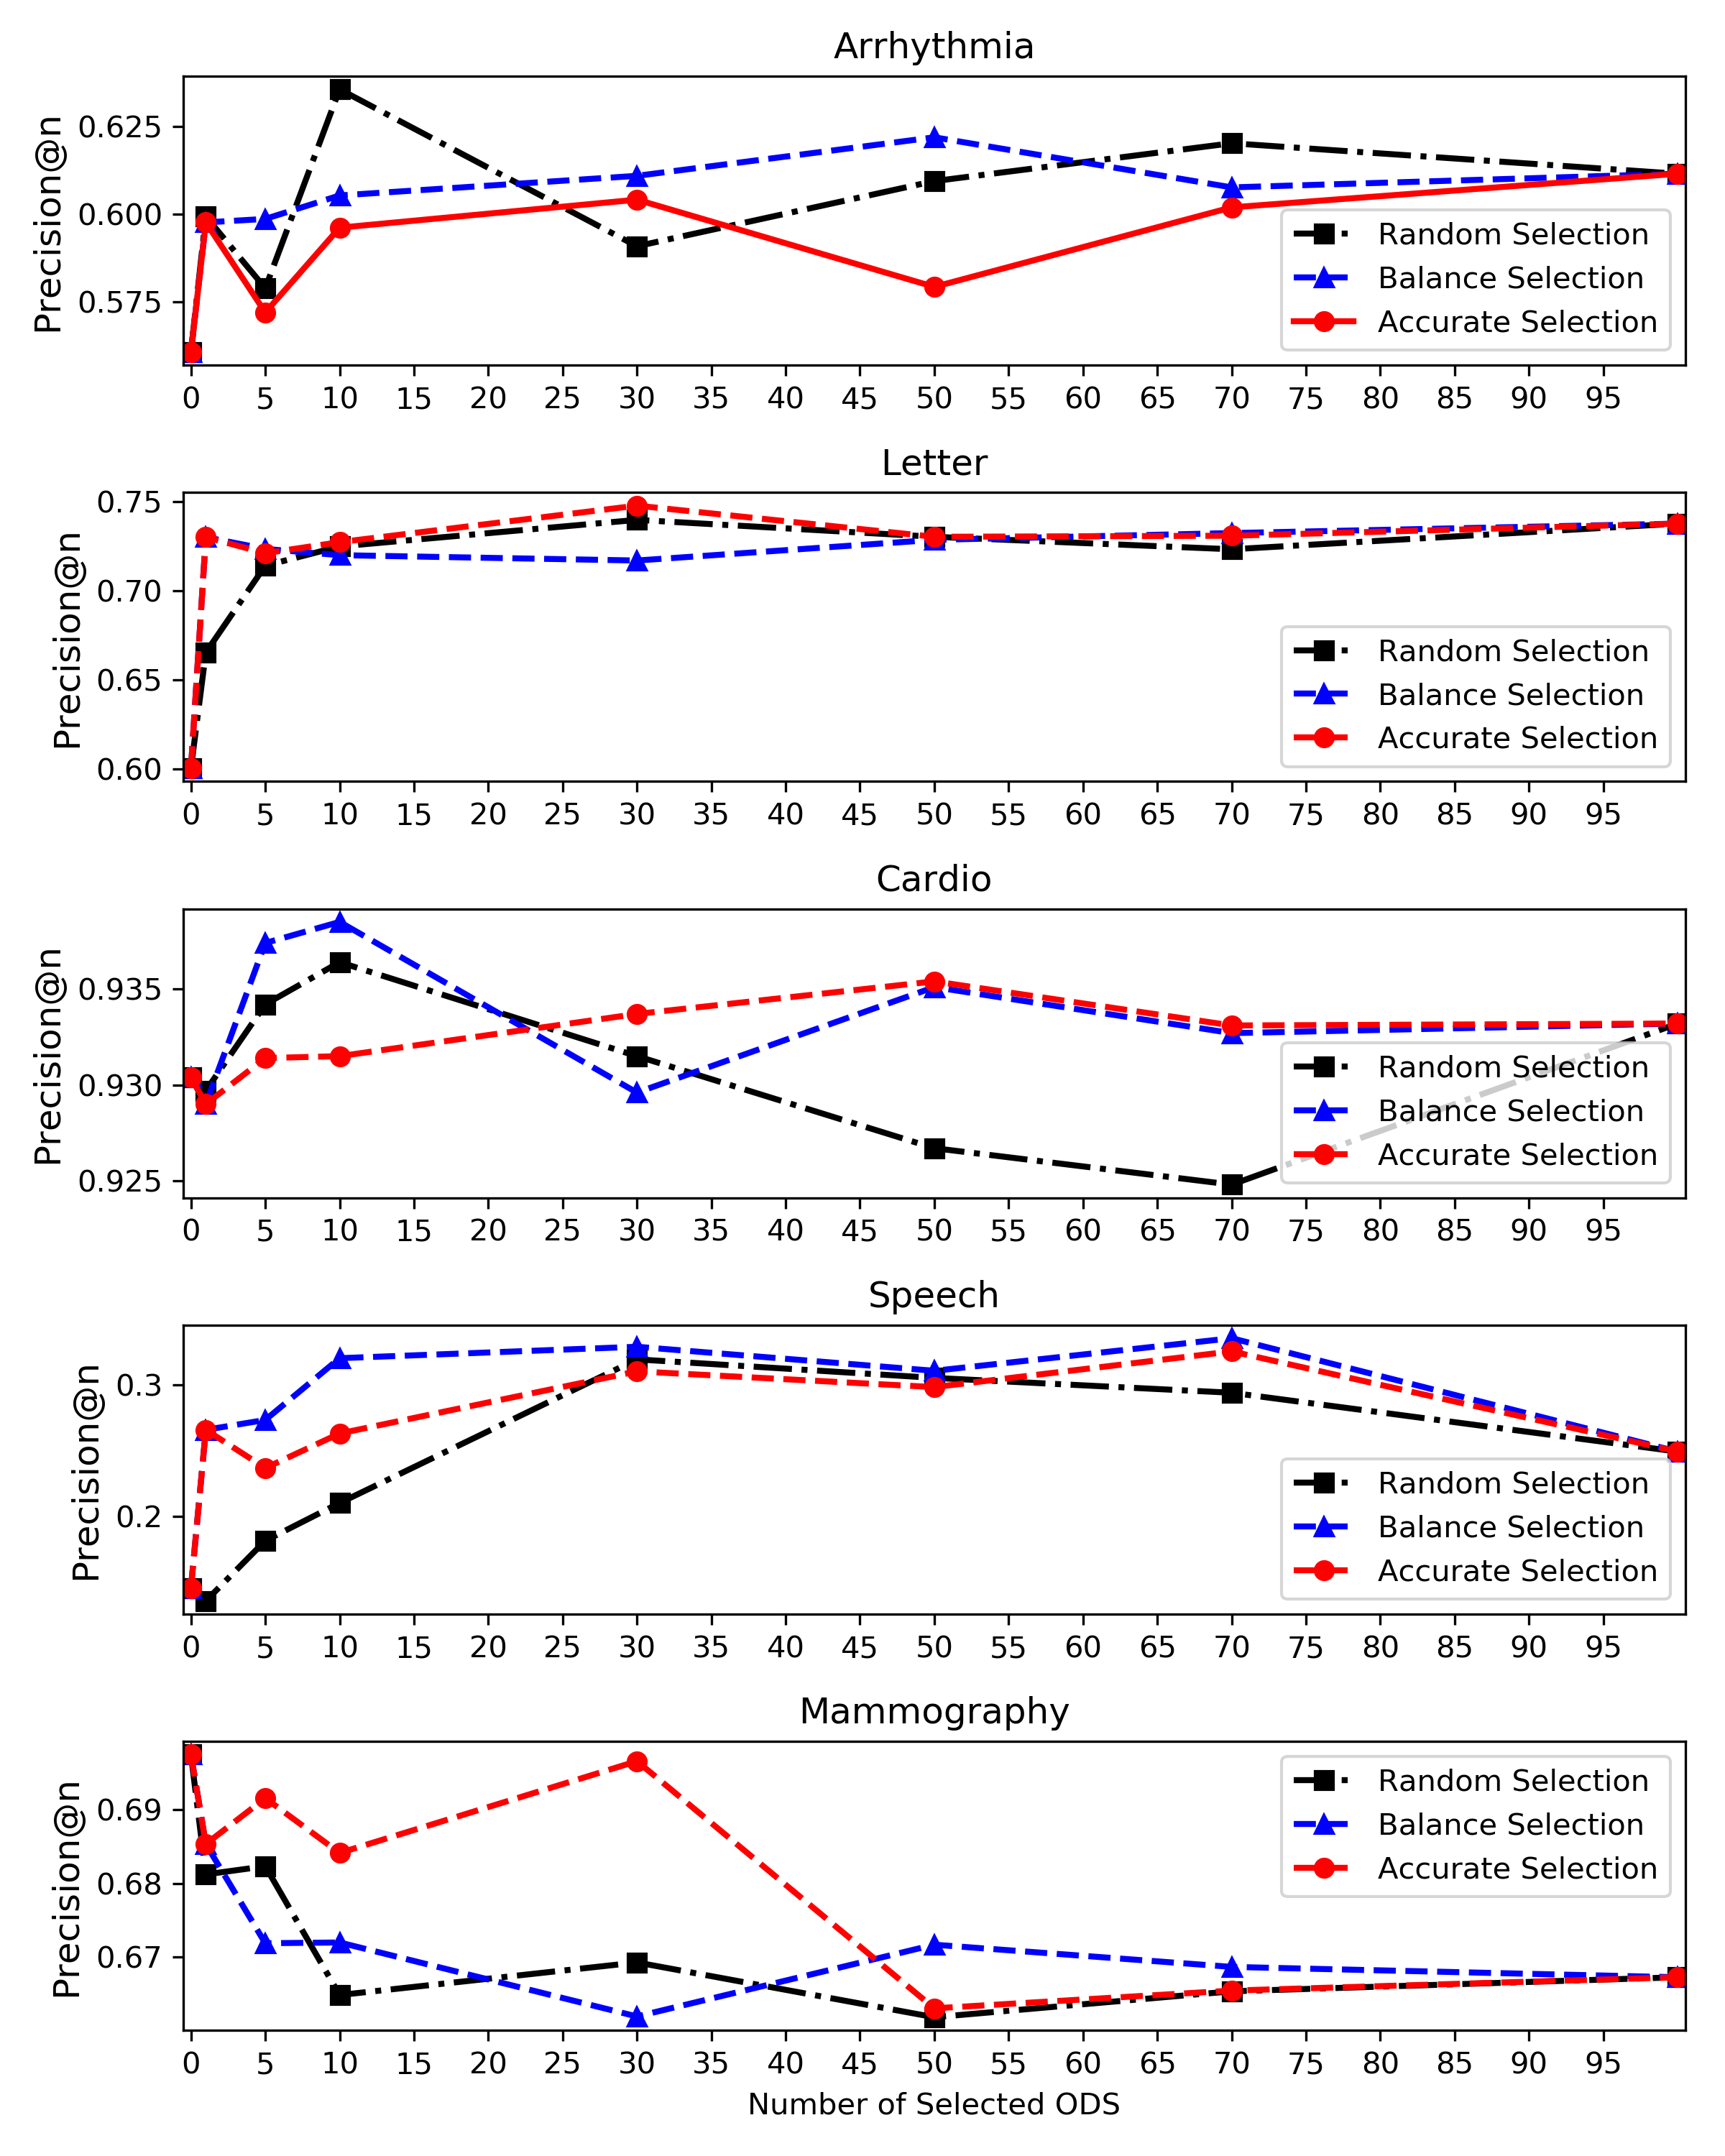 Arrhythmia
Precision@n
0.625
0.600
0.575
Random Selection
Balance Selection
Accurate Selection
0 5 10 15 20 25 30 35 40 45 50 55 60 65 70 75 80 85 90 95
Letter
Precision@n
0.75
0.70
0.65
0.60
Random Selection
Balance Selection
Accurate Selection
0 5 10 15 20 25 30 35 40 45 50 55 60 65 70 75 80 85 90 95
Cardio
Precision@n
0.935
0.930
0.925
Random Selection
Balance Selection
Accurate Selection
0 5 10 15 20 25 30 35 40 45 50 55 60 65 70 75 80 85 90 95
Speech
Precision@n
0.3
0.2
Random Selection
Balance Selection
Accurate Selection
0 5 10 15 20 25 30 35 40 45 50 55 60 65 70 75 80 85 90 95
Mammography
Precision@n
0.69
0.68
0.67
Random Selection
Balance Selection
Accurate Selection
0 5 10 15 20 25 30 35 40 45 50 55 60 65 70 75 80 85 90 95
Number of Selected ODS